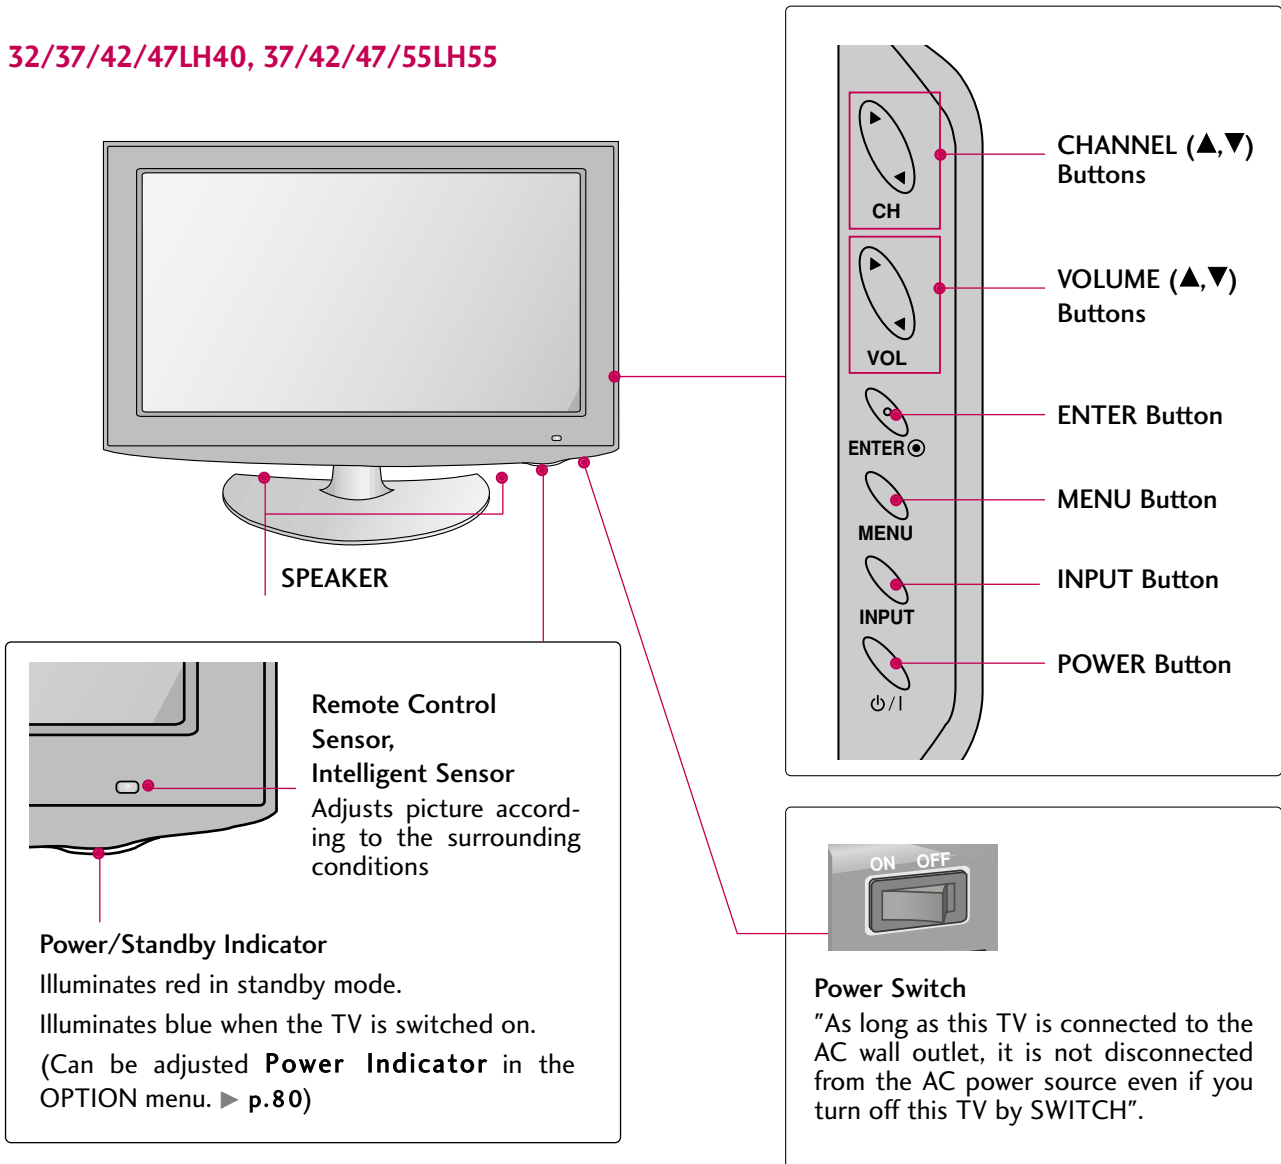 32/37/42/47LH40, 37/42/47/55LH55
CH
VOL
ENTER
MENU
INPUT
⏻/I
CHANNEL (▲,▼)
Buttons
VOLUME (▲,▼)
Buttons
ENTER Button
MENU Button
INPUT Button
POWER Button
SPEAKER
Remote Control
Sensor,
Intelligent Sensor
Adjusts picture accord-
ing to the surrounding
conditions
Power/Standby Indicator
Illuminates red in standby mode.
Illuminates blue when the TV is switched on.
(Can be adjusted Power Indicator in the
OPTION menu. ► p.80)
ON OFF
Power Switch
"As long as this TV is connected to the
AC wall outlet, it is not disconnected
from the AC power source even if you
turn off this TV by SWITCH".